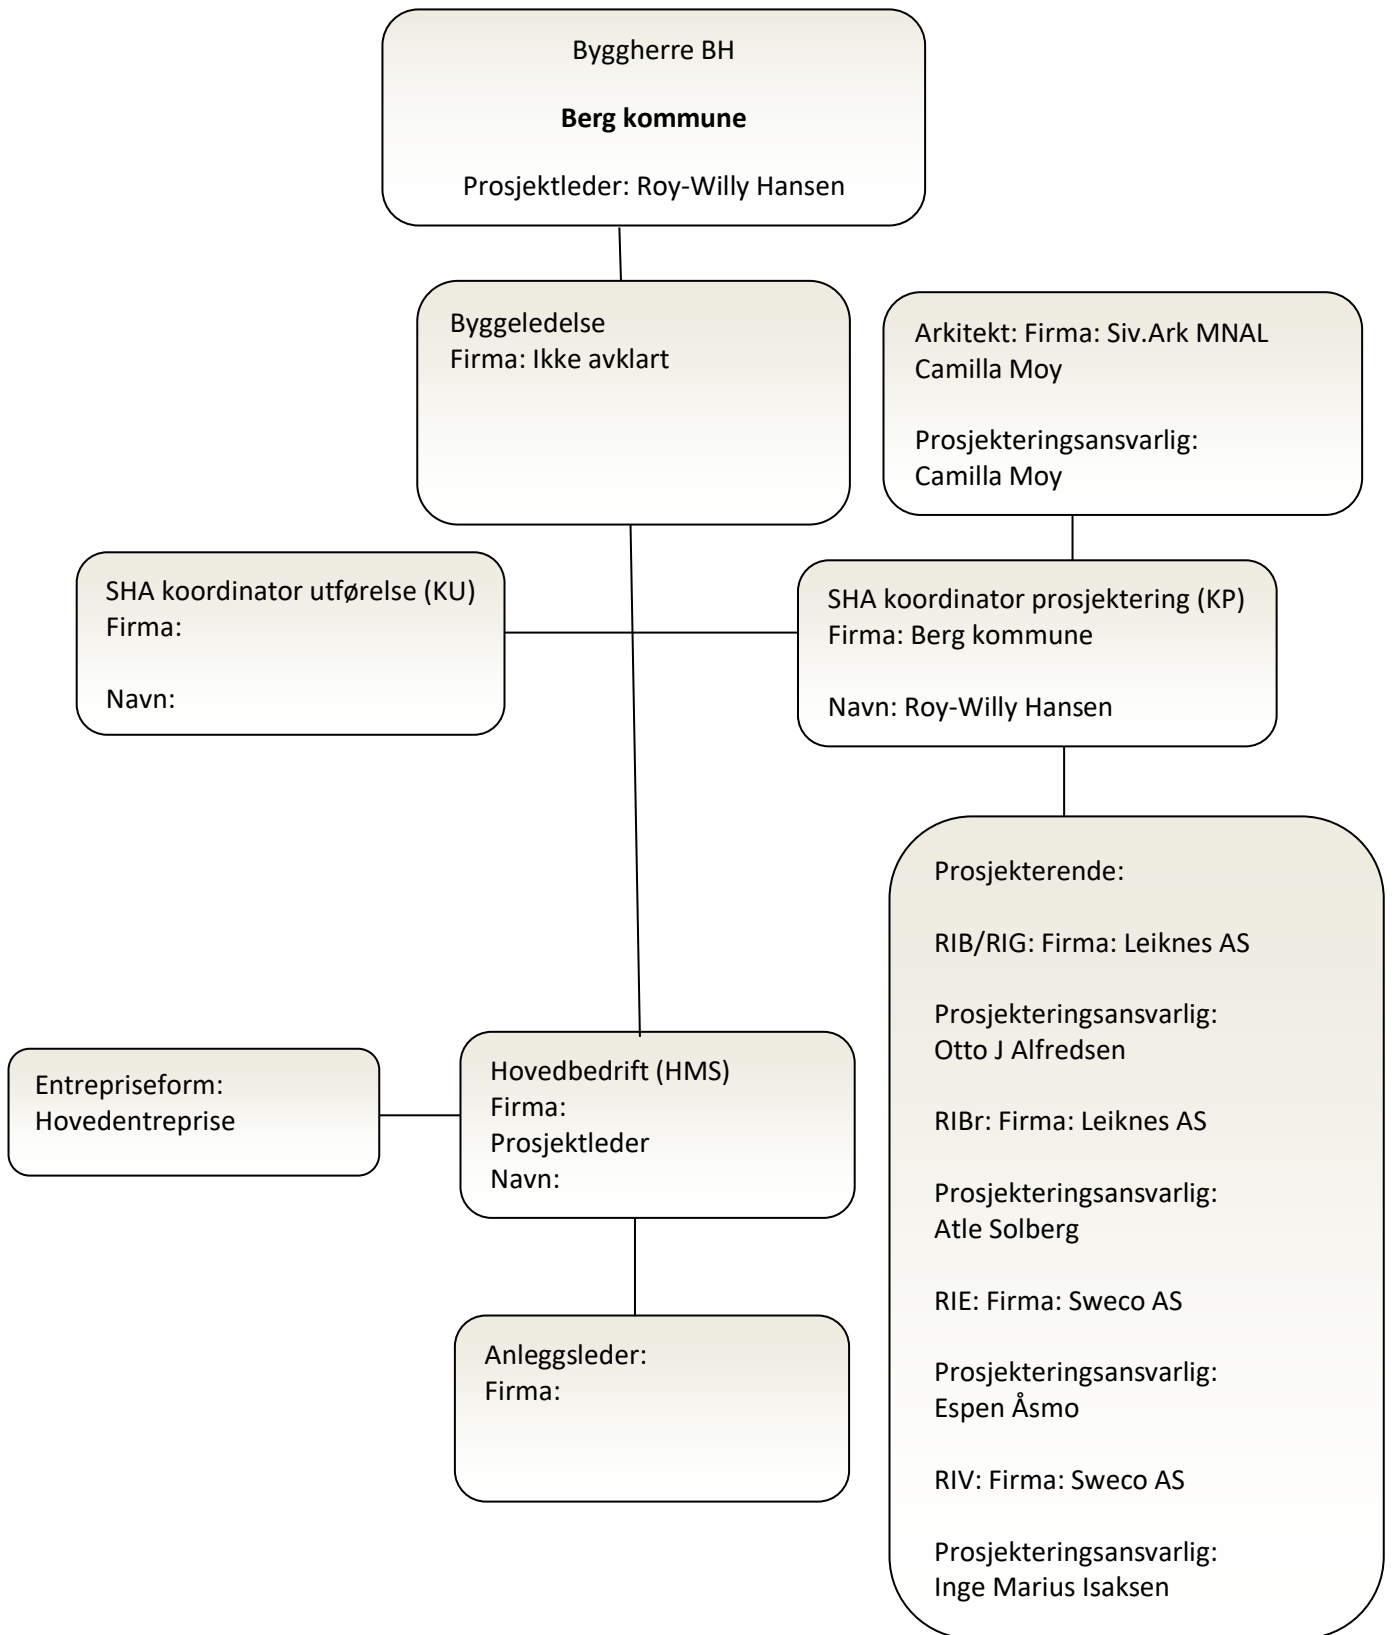 Byggherre BH
Berg kommune
Prosjektleder: Roy-Willy Hansen
Byggeledelse
Firma: Ikke avklart
Arkitekt: Firma: Siv.Ark MNAL
Camilla Moy
Prosjekteringsansvarlig:
Camilla Moy
SHA koordinator utførelse (KU)
Firma:
Navn:
SHA koordinator prosjektering (KP)
Firma: Berg kommune
Navn: Roy-Willy Hansen
Prosjekterende:
RIB/RIG: Firma: Leiknes AS
Prosjekteringsansvarlig:
Otto J Alfredsen
RIBr: Firma: Leiknes AS
Prosjekteringsansvarlig:
Atle Solberg
RIE: Firma: Sweco AS
Prosjekteringsansvarlig:
Espen Åsmo
RIV: Firma: Sweco AS
Prosjekteringsansvarlig:
Inge Marius Isaksen
Entrepriseform:
Hovedentreprise
Hovedbedrift (HMS)
Firma:
Prosjektleder
Navn:
Anleggsleder:
Firma: